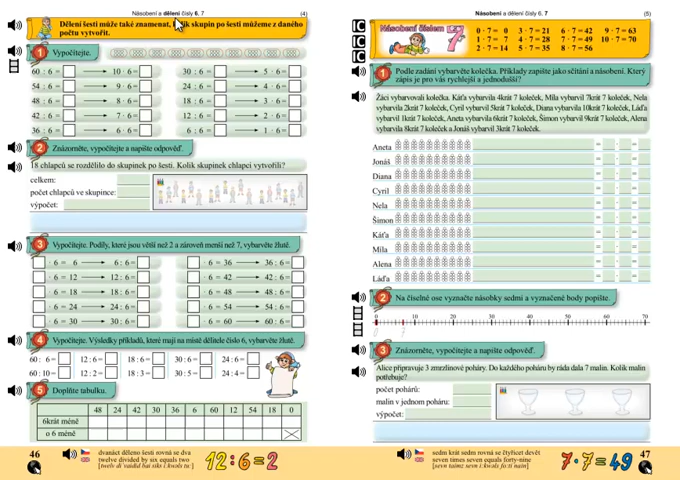 Násobení a dělení čísly 6, 7
(4)
Dělení šesti může také znamenat, kolik skupin po šesti můžeme z daného
počtu vytvořit.
1 Vypočítejte.
60 : 6 = 10 · 6 = 30 : 6 = 5 · 6 =
54 : 6 = 9 · 6 = 24 : 6 = 4 · 6 =
48 : 6 = 8 · 6 = 18 : 6 = 3 · 6 =
42 : 6 = 7 · 6 = 12 : 6 = 2 · 6 =
36 : 6 = 6 · 6 = 6 : 6 = 1 · 6 =
2 Znázorněte, vypočítejte a napište odpověď.
18 chlapců se rozdělilo do skupinek po šesti. Kolik skupinek chlapci vytvořili?
celkem:
počet chlapců ve skupince:
výpočet:
3 Vypočítejte. Podíly, které jsou větší než 2 a zároveň menší než 7, vybarvěte žlutě.
· 6 = 6 6 : 6 = · 6 = 36 36 : 6 =
· 6 = 12 12 : 6 = · 6 = 42 42 : 6 =
· 6 = 18 18 : 6 = · 6 = 48 48 : 6 =
· 6 = 24 24 : 6 = · 6 = 54 54 : 6 =
· 6 = 30 30 : 6 = · 6 = 60 60 : 6 =
4 Vypočítejte. Výsledky příkladů, které mají na místě dělitele číslo 6, vybarvěte žlutě.
60 : 6 = 12 : 6 = 18 : 6 = 30 : 6 = 24 : 6 =
60 : 10 = 12 : 2 = 18 : 3 = 30 : 5 = 24 : 4 =
5 Doplňte tabulku.
48 24 42 30 36 6 60 12 54 18 0
6krát méně
o 6 méně
46
dvanáct děleno šesti rovná se dva
twelve divided by six equals two
12 : 6 = 2
Násobení a dělení čísly 6, 7
(5)
Násobení číslem 7
0 · 7 = 0 3 · 7 = 21 6 · 7 = 42 9 · 7 = 63
1 · 7 = 7 4 · 7 = 28 7 · 7 = 49 10 · 7 = 70
2 · 7 = 14 5 · 7 = 35 8 · 7 = 56
1 Podle zadání vybarvěte kolečka. Příklady zapište jako sčítání a násobení. Který
zápis je pro vás rychlejší a jednodušší?
Žáci vybarvovali kolečka. Káťa vybarvila 4krát 7 koleček, Míla vybarvil 7krát 7 koleček, Nela
vybarvila 2krát 7 koleček, Cyril vybarvil 5krát 7 koleček, Diana vybarvila 10krát 7 koleček, Láďa
vybarvil 1krát 7 koleček, Aneta vybarvila 6krát 7 koleček, Šimon vybarvil 9krát 7 koleček, Alena
vybarvila 8krát 7 koleček a Jonáš vybarvil 3krát 7 koleček.
Aneta = · =
Jonáš = · =
Diana = · =
Cyril = · =
Nela = · =
Šimon = · =
Káťa = · =
Míla = · =
Alena = · =
Láďa = · =
2 Na číselné ose vyznačte násobky sedmi a vyznačené body popište.
0 10 20 30 40 50 60 70
3 Znázorněte, vypočítejte a napište odpověď.
Alice připravuje 3 zmrzlinové poháry. Do každého poháru by ráda dala 7 malin. Kolik malin
potřebuje?
počet pohárů:
malin v jednom poháru:
výpočet:
sedm krát sedm rovná se čtyřicet devět
seven times seven equals forty-nine
7 · 7 = 49
47